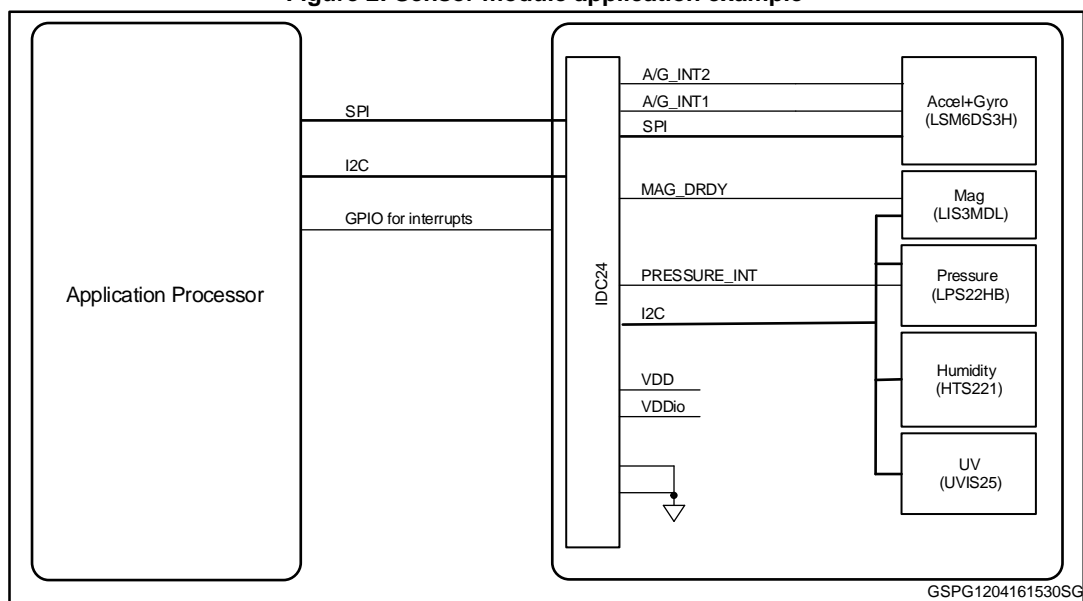 Figure 2: Sensor module application example
Application Processor
SPI
I2C
GPIO for interrupts
IDC24
A/G_INT2
A/G_INT1
SPI
MAG_DRDY
PRESSURE_INT
I2C
VDD
VDDio
Accel+Gyro
(LSM6DS3H)
Mag
(LIS3MDL)
Pressure
(LPS22HB)
Humidity
(HTS221)
UV
(UVIS25)
GSPG1204161530SG